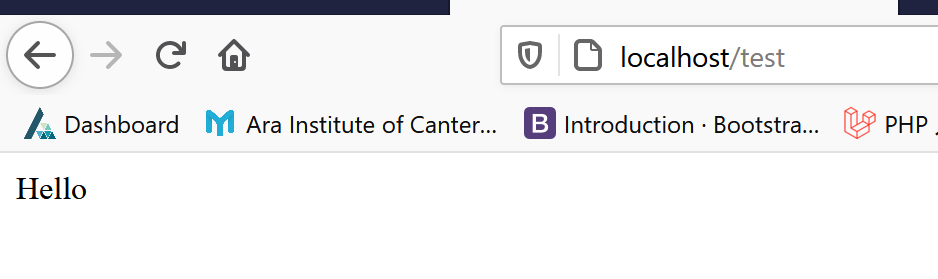 localhost/test
Dashboard Ara Institute of Canter... B Introduction · Bootstra... PHP
Hello